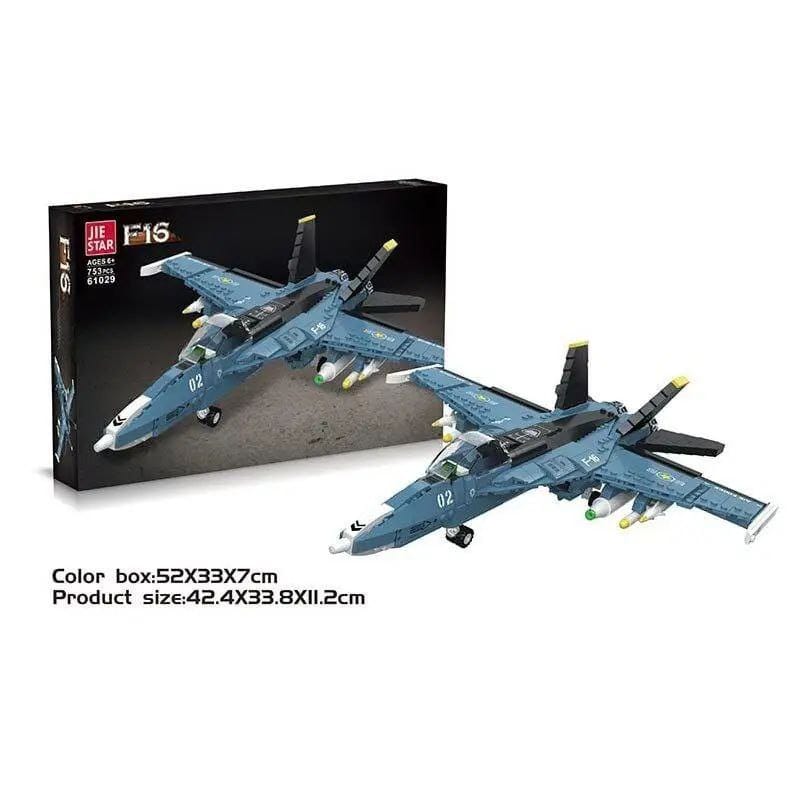 JIE
STAR
F16
AGES 6+
753PCS
61029
F16
02
F-16
02
F-16
Color box:52X33X7cm
Product size:42.4X33.8X11.2cm